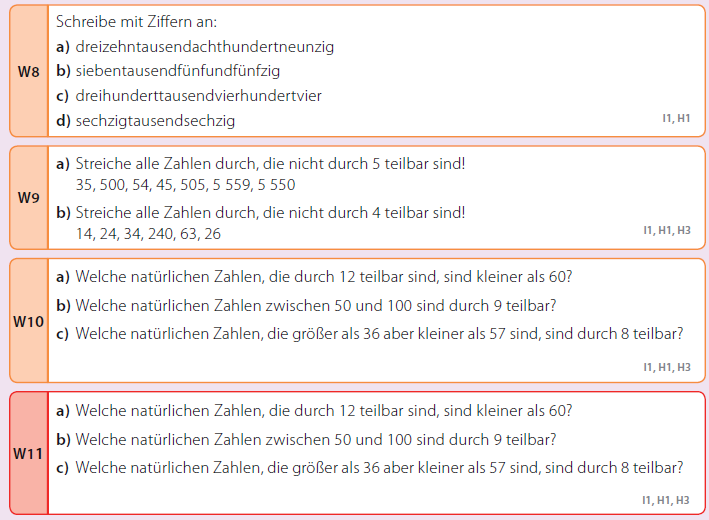 Schreibe mit Ziffern an:
a) dreizehntausendachthundertneunzig
W8 b) siebentausendfünfundfünfzig
c) dreihunderttausendvierhundertvier
d) sechzigtausendsechzig
I1, H1
a) Streiche alle Zahlen durch, die nicht durch 5 teilbar sind!
35, 500, 54, 45, 505, 5 559, 5 550
W9
b) Streiche alle Zahlen durch, die nicht durch 4 teilbar sind!
14, 24, 34, 240, 63, 26
I1, H1, H3
a) Welche natürlichen Zahlen, die durch 12 teilbar sind, sind kleiner als 60?
b) Welche natürlichen Zahlen zwischen 50 und 100 sind durch 9 teilbar?
W10
c) Welche natürlichen Zahlen, die größer als 36 aber kleiner als 57 sind, sind durch 8 teilbar?
I1, H1, H3
a) Welche natürlichen Zahlen, die durch 12 teilbar sind, sind kleiner als 60?
b) Welche natürlichen Zahlen zwischen 50 und 100 sind durch 9 teilbar?
W11
c) Welche natürlichen Zahlen, die größer als 36 aber kleiner als 57 sind, sind durch 8 teilbar?
I1, H1, H3